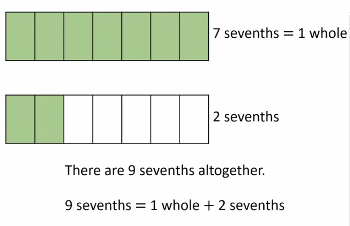 7 sevenths = 1 whole
2 sevenths
There are 9 sevenths altogether.
9 sevenths = 1 whole + 2 sevenths